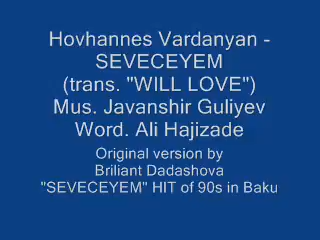 Hovhannes Vardanyan -
SEVECEYEM
(trans. "WILL LOVE")
Mus. Javanshir Guliyev
Word. Ali Hajizade
Original version by
Briliant Dadashova
"SEVECEYEM" HIT of 90s in Baku